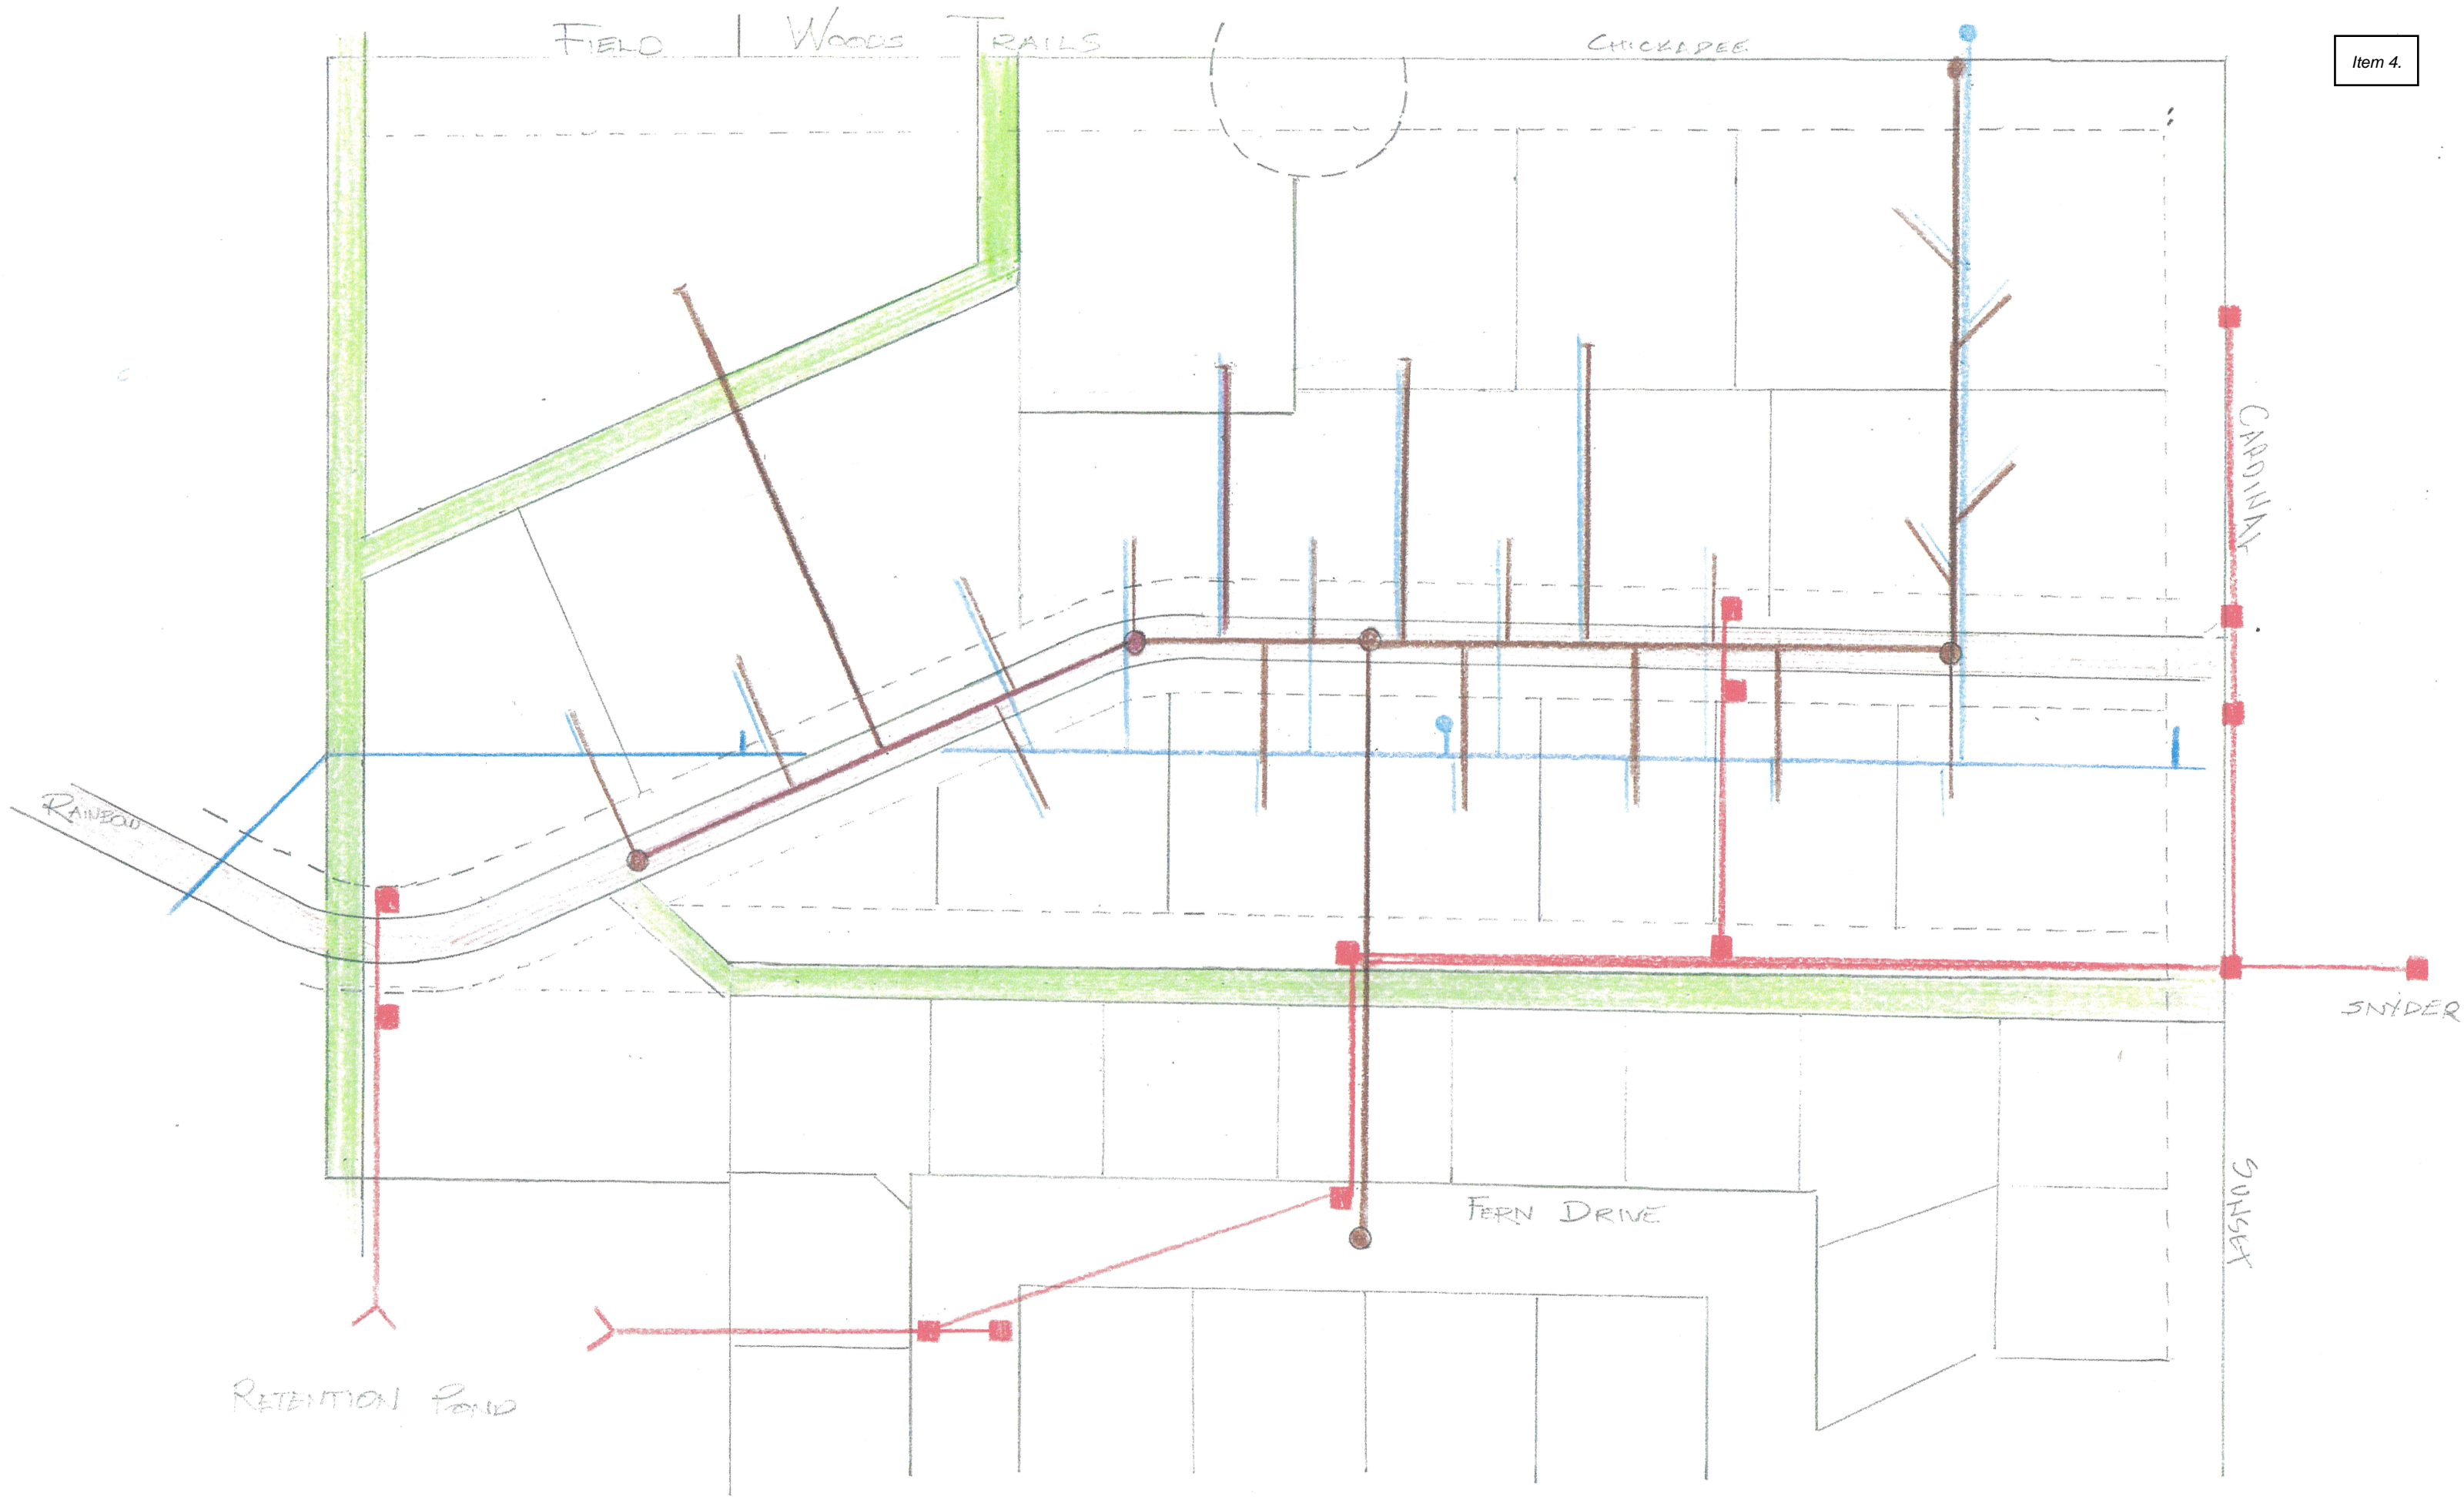 FIELD | WOODS TRAILS
CHICKADEE
Item 4.
CARDINAL
RAINBOW
SNYDER
FERN DRIVE
SUNSET
RETENTION POND